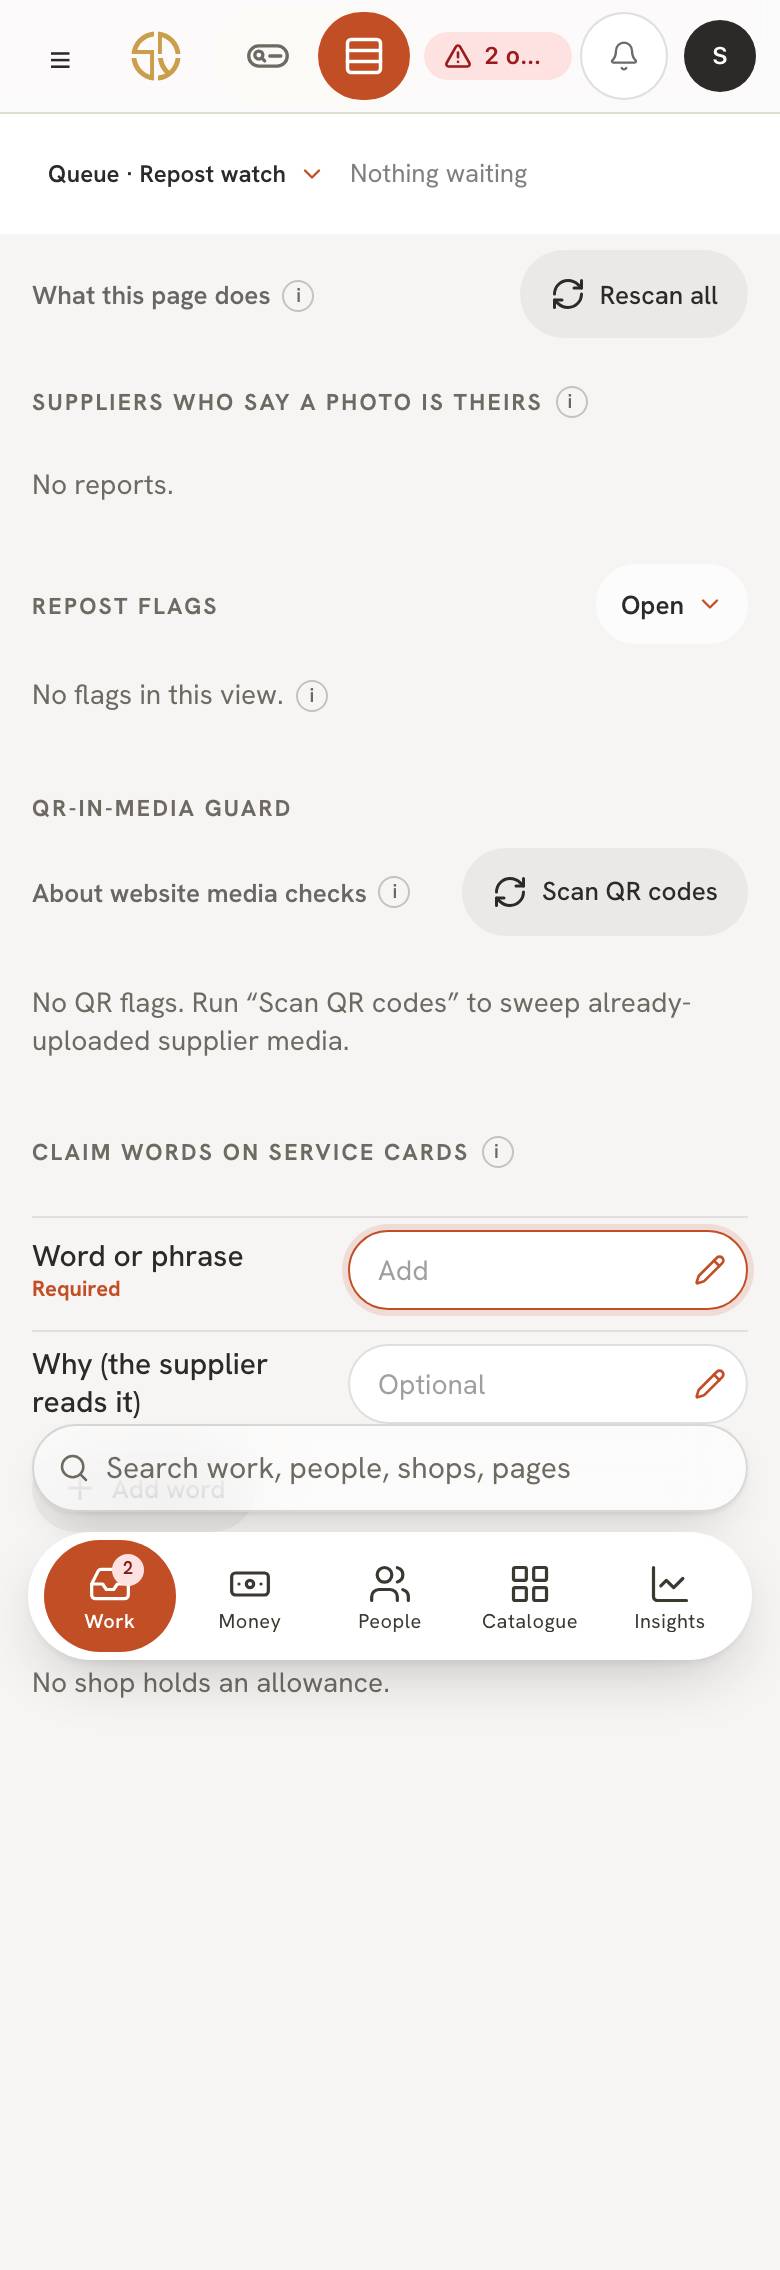 2 o...
S
Queue · Repost watch
Nothing waiting
What this page does
Rescan all
SUPPLIERS WHO SAY A PHOTO IS THEIRS
No reports.
REPOST FLAGS
Open
No flags in this view.
QR-IN-MEDIA GUARD
About website media checks
Scan QR codes
No QR flags. Run “Scan QR codes” to sweep already-
uploaded supplier media.
CLAIM WORDS ON SERVICE CARDS
Word or phrase
Required
Add
Why (the supplier
reads it)
Optional
Search work, people, shops, pages
Add word
2
Work
Money
People
Catalogue
Insights
No shop holds an allowance.